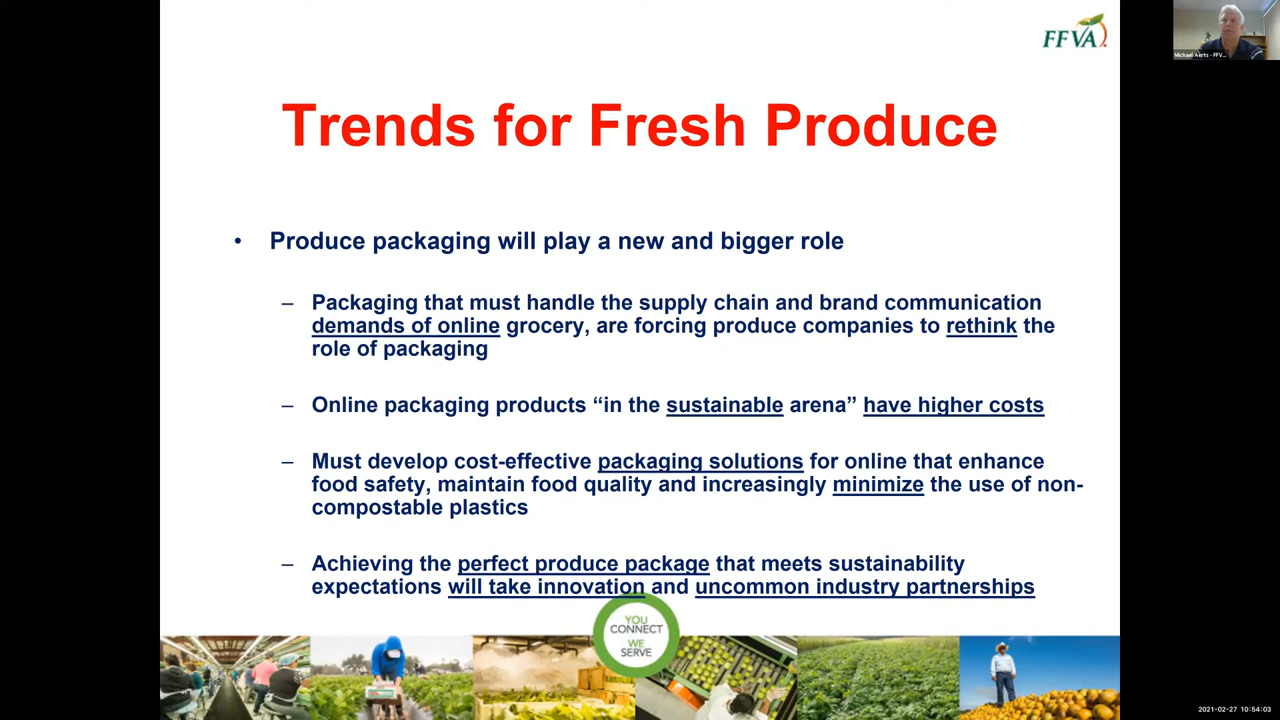 FFVA
Michael Aerts - FFV...
Trends for Fresh Produce
• Produce packaging will play a new and bigger role
– Packaging that must handle the supply chain and brand communication
demands of online grocery, are forcing produce companies to rethink the
role of packaging
– Online packaging products “in the sustainable arena” have higher costs
– Must develop cost-effective packaging solutions for online that enhance
food safety, maintain food quality and increasingly minimize the use of non-
compostable plastics
– Achieving the perfect produce package that meets sustainability
expectations will take innovation and uncommon industry partnerships
YOU
CONNECT
WE
SERVE
2021-02-27 10:54:03